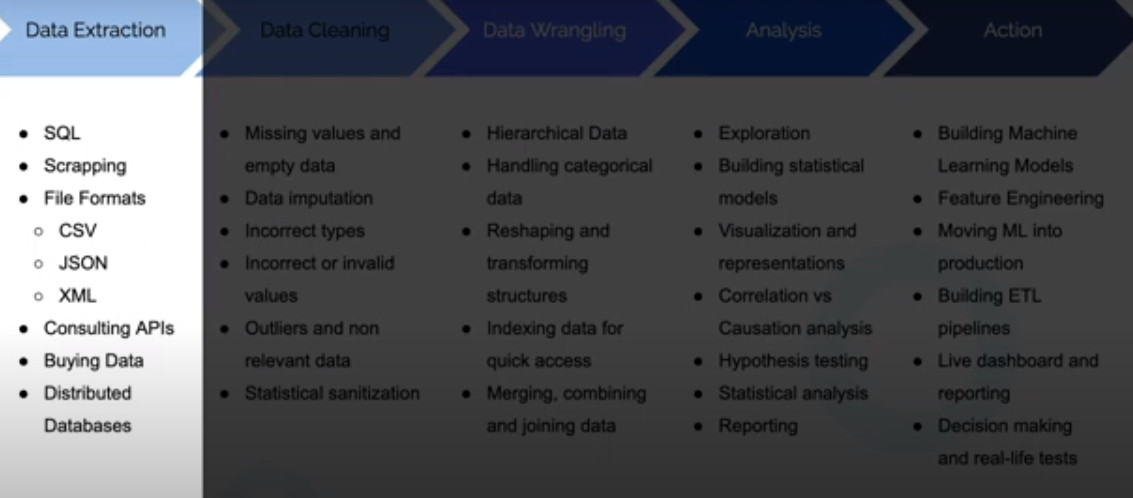 Data Extraction
Data Cleaning
Data Wrangling
Analysis
Action
● SQL
● Scrapping
● File Formats
○ CSV
○ JSON
○ XML
● Consulting APIs
● Buying Data
● Distributed
Databases
● Missing values and
empty data
● Data imputation
● Incorrect types
● Incorrect or invalid
values
● Outliers and non
relevant data
● Statistical sanitization
● Hierarchical Data
● Handling categorical
data
● Reshaping and
transforming
structures
● Indexing data for
quick access
● Merging, combining
and joining data
● Exploration
● Building statistical
models
● Visualization and
representations
● Correlation vs
Causation analysis
● Hypothesis testing
● Statistical analysis
● Reporting
● Building Machine
Learning Models
● Feature Engineering
● Moving ML into
production
● Building ETL
pipelines
● Live dashboard and
reporting
● Decision making
and real-life tests